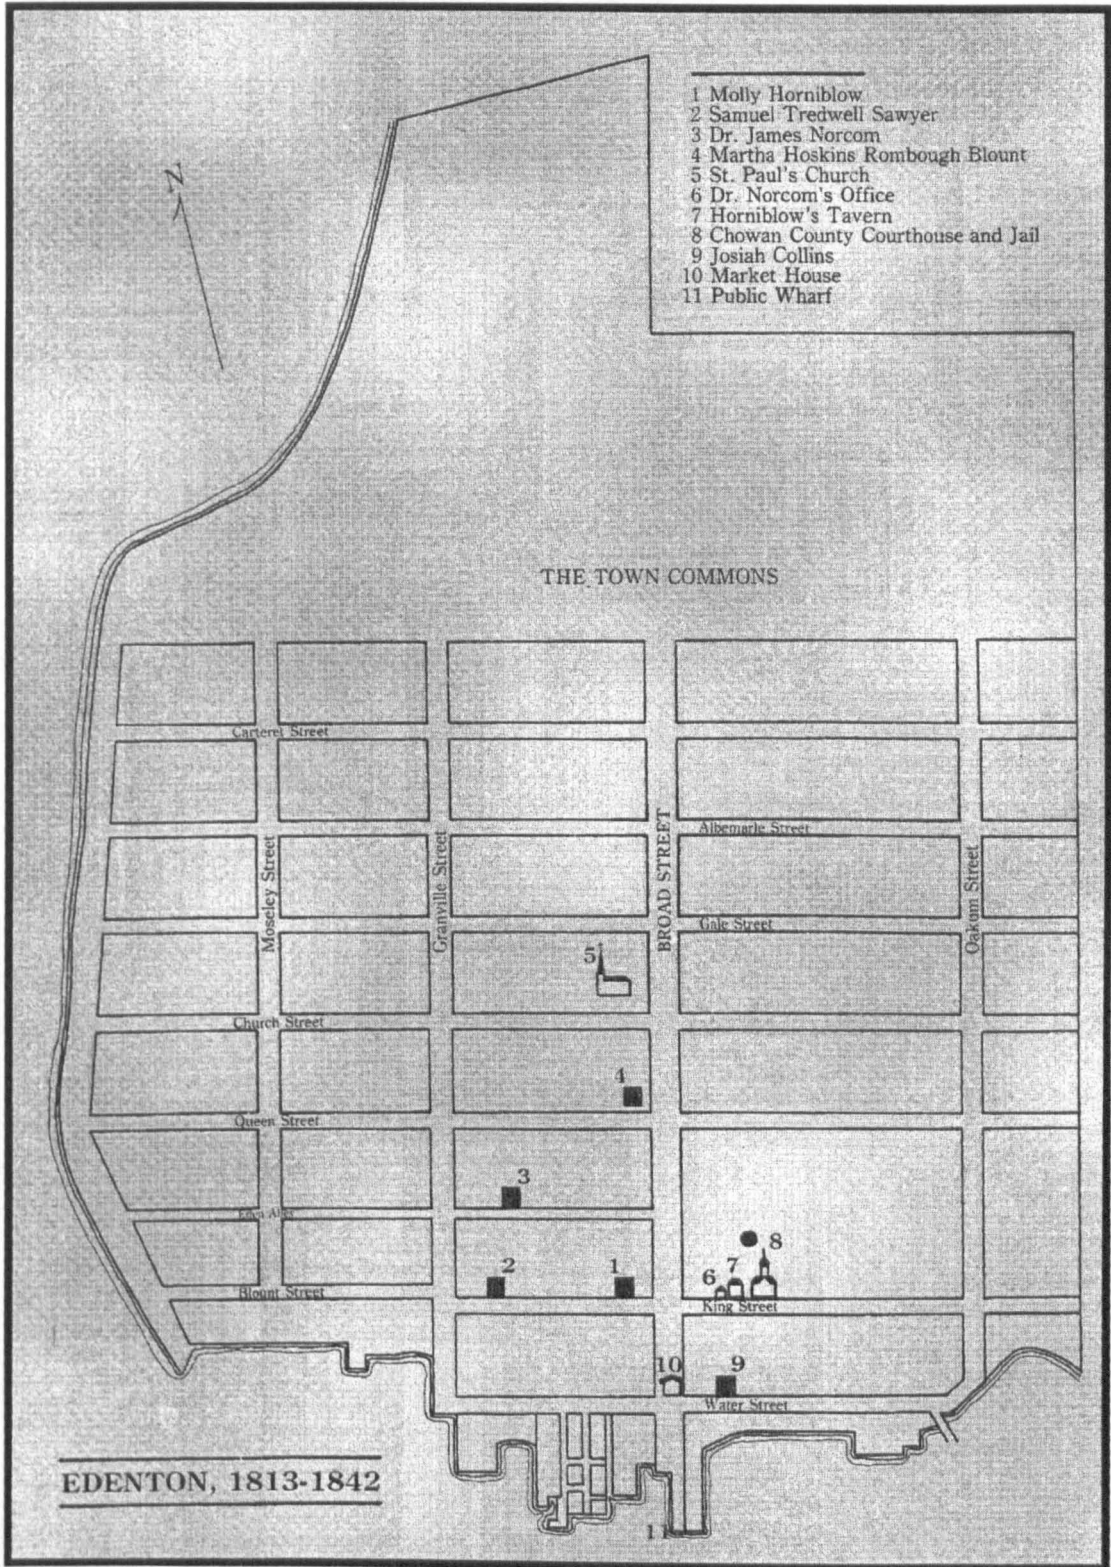 1 Molly Horniblow
2 Samuel Tredwell Sawyer
3 Dr. James Norcom
4 Martha Hoskins Rombough Blount
5 St. Paul's Church
6 Dr. Norcom's Office
7 Horniblow's Tavern
8 Chowan County Courthouse and Jail
9 Josiah Collins
10 Market House
11 Public Wharf
N
THE TOWN COMMONS
Carteret Street
Albemarle Street
Moseley Street
Granville Street
BROAD STREET
Oakum Street
Gale Street
5
Church Street
4
Queen Street
3
Eden Alley
8
2
1
6
7
Blount Street
King Street
10
9
Water Street
EDENTON, 1813-1842
11